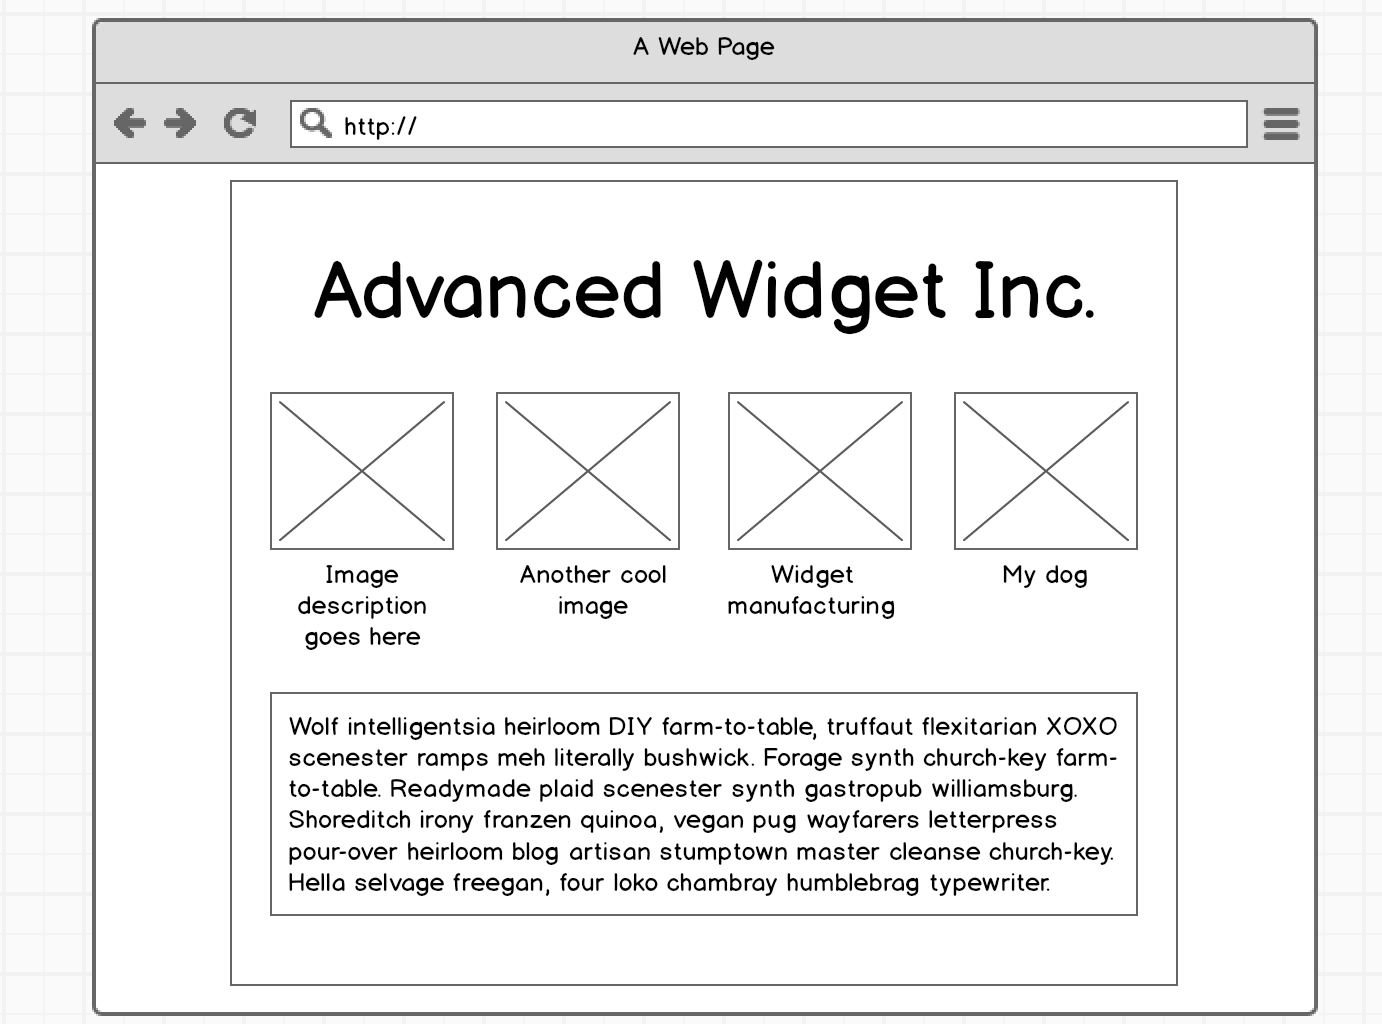 A Web Page
http://
Advanced Widget Inc.
Image
description
goes here
Another cool
image
Widget
manufacturing
My dog
Wolf intelligentsia heirloom DIY farm-to-table, truffaut flexitarian XOXO
scenester ramps meh literally bushwick. Forage synth church-key farm-
to-table. Readymade plaid scenester synth gastropub williamsburg.
Shoreditch irony franzen quinoa, vegan pug wayfarers letterpress
pour-over heirloom blog artisan stumptown master cleanse church-key.
Hella selvage freegan, four loko chambray humblebrag typewriter.